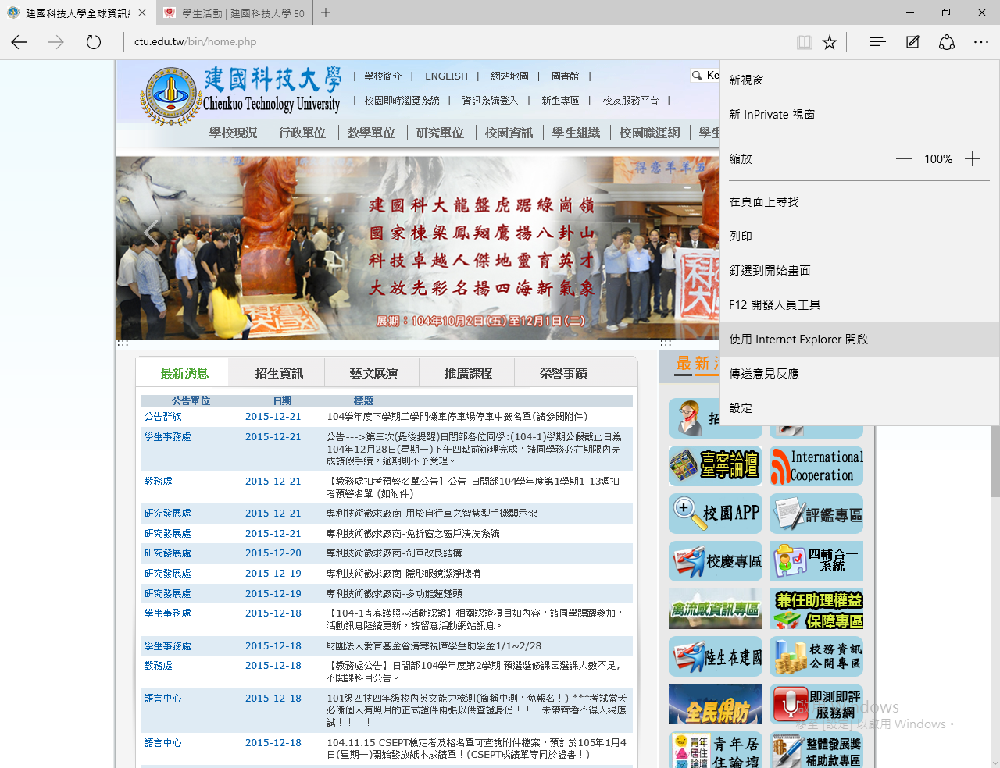 建國科技大學全球資訊網
學生活動 | 建國科技大學 50
ctu.edu.tw/bin/home.php
建國科技大學
Chienkuo Technology University
| 學校簡介 | ENGLISH | 網站地圖 | 圖書館 |
| 校園即時瀏覽系統 | 資訊系統登入 | 新生專區 | 校友服務平台 |
Ke
學校現況 | 行政單位 | 教學單位 | 研究單位 | 校園資訊 | 學生組織 | 校園職涯網 | 學生
得意羊羊五
建國科大龍盤虎踞綠崗嶺
國家棟梁鳳翔鷹揚八卦山
科技卓越人傑地靈育英才
大放光彩名揚四海新氣象
展期：104年10月2日(五)至12月1日(二)
新視窗
新 InPrivate 視窗
縮放 100%
在頁面上尋找
列印
釘選到開始畫面
F12 開發人員工具
使用 Internet Explorer 開啟
傳送意見反應
設定
:::
:::
最新消息 招生資訊 藝文展演 推廣課程 榮譽事蹟
公告單位 日期 標題
公告群族 2015-12-21 104學年度下學期工學門機車停車場停車中籤名單(請參閱附件)
學生事務處 2015-12-21 公告--->第三次(最後提醒)日間部各位同學:(104-1)學期公假截止日為
104年12月28日(星期一)下午四點前辦理完成，請同學務必在期限內完
成請假手續，逾期則不予受理。
教務處 2015-12-21 【教務處扣考預警名單公告】公告 日間部104學年度第1學期1-13週扣
考預警名單 (如附件)
研究發展處 2015-12-21 專利技術徵求廠商-用於自行車之智慧型手機顯示架
研究發展處 2015-12-21 專利技術徵求廠商-免拆窗之窗戶清洗系統
研究發展處 2015-12-20 專利技術徵求廠商-剎車改良結構
研究發展處 2015-12-19 專利技術徵求廠商-隱形眼鏡潔淨機構
研究發展處 2015-12-19 專利技術徵求廠商-多功能蓮蓬頭
學生事務處 2015-12-18 【104-1青春護照~活動認證】相關認證項目如內容，請同學踴躍參加，
活動訊息陸續更新，請留意活動網站訊息。
學生事務處 2015-12-18 財團法人愛盲基金會清寒視障學生助學金1/1~2/28
教務處 2015-12-18 【教務處公告】日間部104學年度第2學期 預選選修課因選課人數不足，
不開課科目公告。
語言中心 2015-12-18 101級四技四年級校內英文能力檢測(簡稱中測，免報名！) ***考試當天
必備個人有照片的正式證件兩張以供查證身份！！！未帶齊者不得入場應
試！！！！
語言中心 2015-12-18 104.11.15 CSEPT檢定考及格名單可查詢附件檔案，預計於105年1月4
日(星期一)開始發放紙本成績單！(CSEPT成績單等同於證書！)
最新
招
臺寧論壇
International
Cooperation
校園APP
評鑑專區
校慶專區
四輔合一
系統
禽流感資訊專區
兼任助理權益
保障專區
陸生在建國
校務資訊
公開專區
全民保防
即測即評
服務網
青年居住論壇
青年居
住論壇
整體發展獎
補助款專區
啟用 Windows
移至 [設定] 以啟用 Windows。